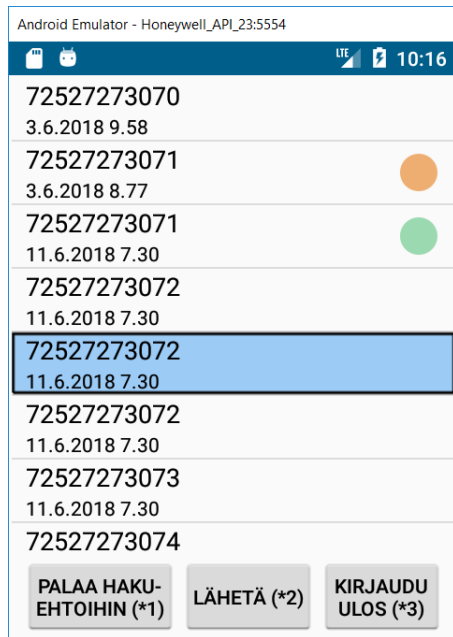 Android Emulator - Honeywell_API_23:5554
LTE 10:16
72527273070
3.6.2018 9.58
72527273071
3.6.2018 8.77
72527273071
11.6.2018 7.30
72527273072
11.6.2018 7.30
72527273072
11.6.2018 7.30
72527273072
11.6.2018 7.30
72527273073
11.6.2018 7.30
72527273074
PALAA HAKU-
EHTOIHIN (*1)
LÄHETÄ (*2)
KIRJAUDU
ULOS (*3)